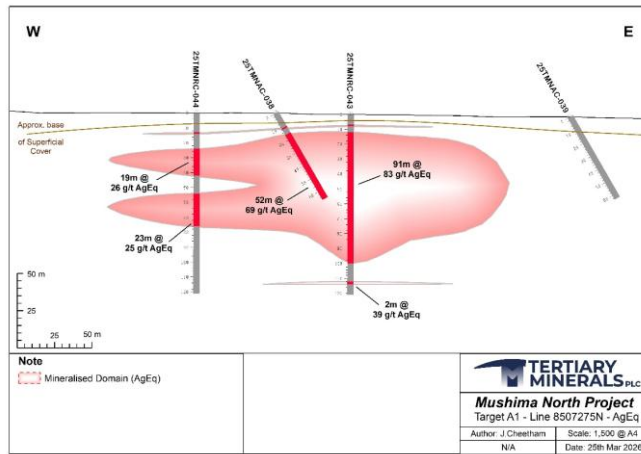 W
E
25TMNRC-044
25TMNAC-038
25TMNRC-043
25TMNAC-039
Approx. base
of Superficial
Cover
19m @
26 g/t AgEq
23m @
25 g/t AgEq
52m @
69 g/t AgEq
91m @
83 g/t AgEq
2m @
39 g/t AgEq
50 m
25
25
50 m
Note
Mineralised Domain (AgEq)
TERTIARY
MINERALS PLC
Mushima North Project
Target A1 - Line 8507275N - AgEq
Author: J.Cheetham
Scale: 1,500 @ A4
N/A
Date: 25th Mar 2026